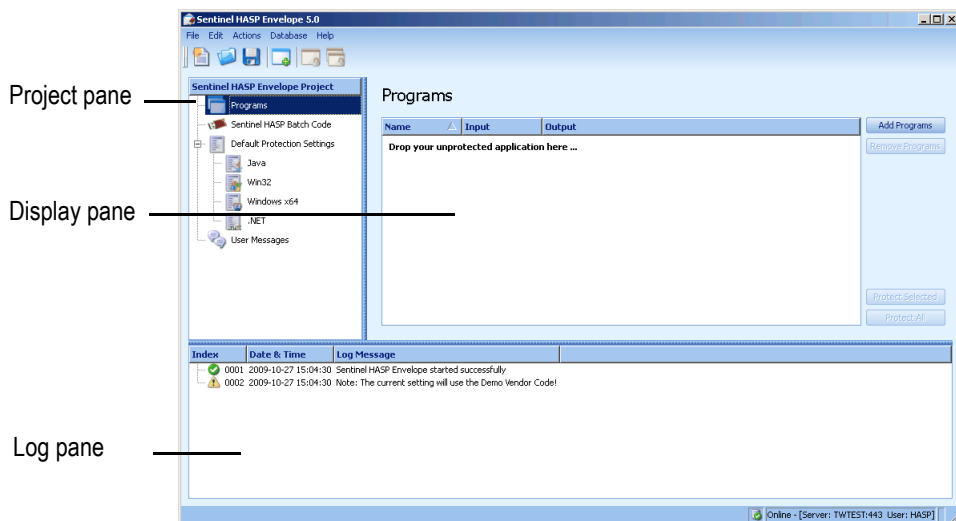 Sentinel HASP Envelope 5.0
File Edit Actions Database Help
Sentinel HASP Envelope Project
Project pane
Programs
Programs
Sentinel HASP Batch Code
Name Input Output
Add Programs
Default Protection Settings
Drop your unprotected application here ...
Remove Programs
Java
Win32
Windows x64
Display pane
.NET
User Messages
Protect Selected
Protect All
Index Date & Time Log Message
0001 2009-10-27 15:04:30 Sentinel HASP Envelope started successfully
0002 2009-10-27 15:04:30 Note: The current setting will use the Demo Vendor Code!
Log pane
Online - [Server: TWTEST:443 User: HASP]